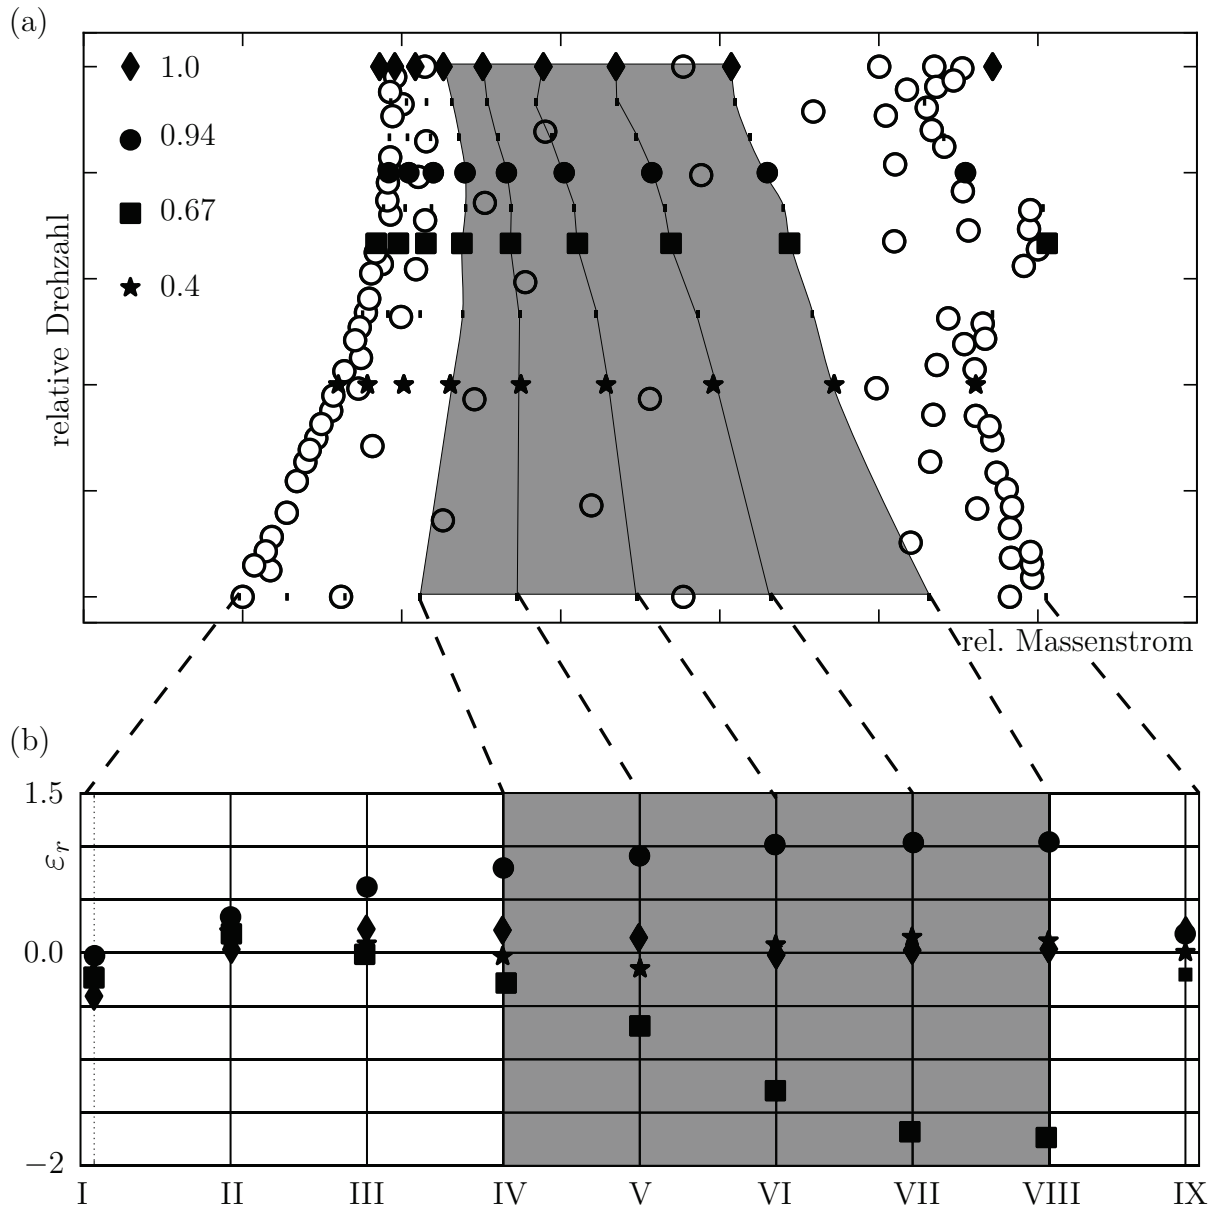 (a)
1.0
0.94
0.67
0.4
relative Drehzahl
rel. Massenstrom
(b)
1.5
εr
0.0
−2
I II III IV V VI VII VIII IX